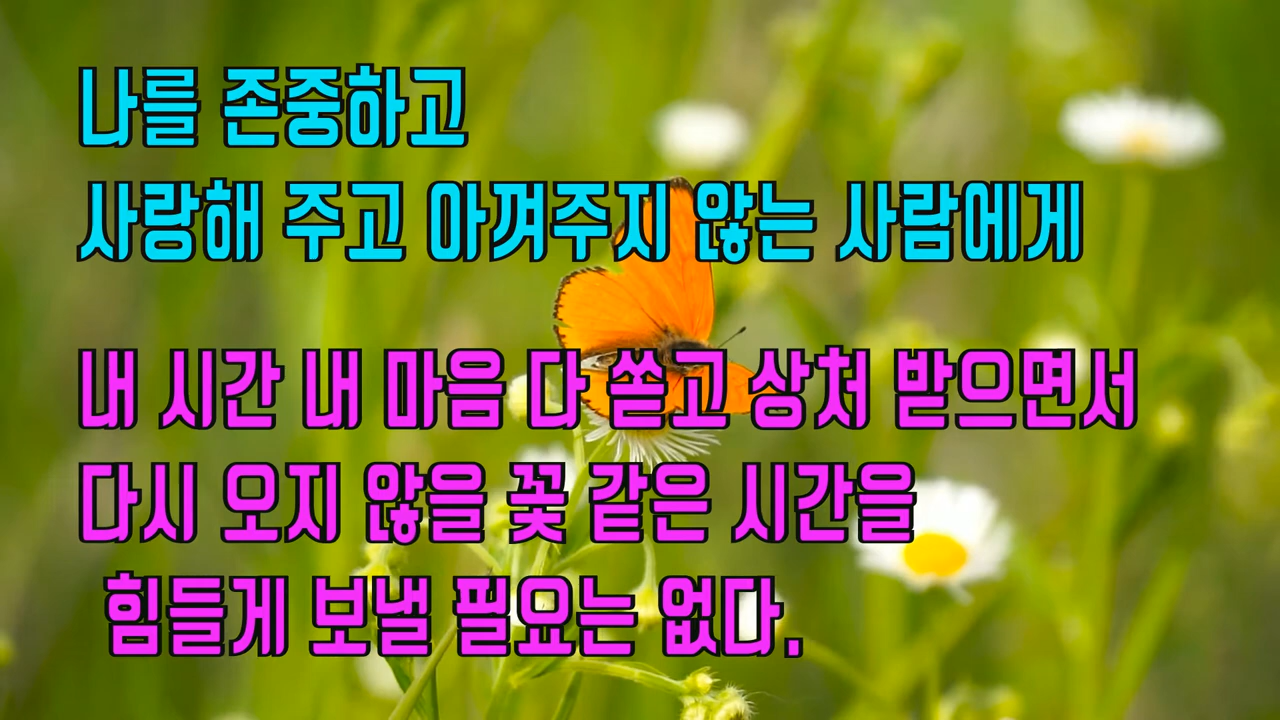 나를 존중하고
사랑해 주고 아껴주지 않는 사람에게
내 시간 내 마음 다 쏟고 상처 받으면서
다시 오지 않을 꽃 같은 시간을
힘들게 보낼 필요는 없다.